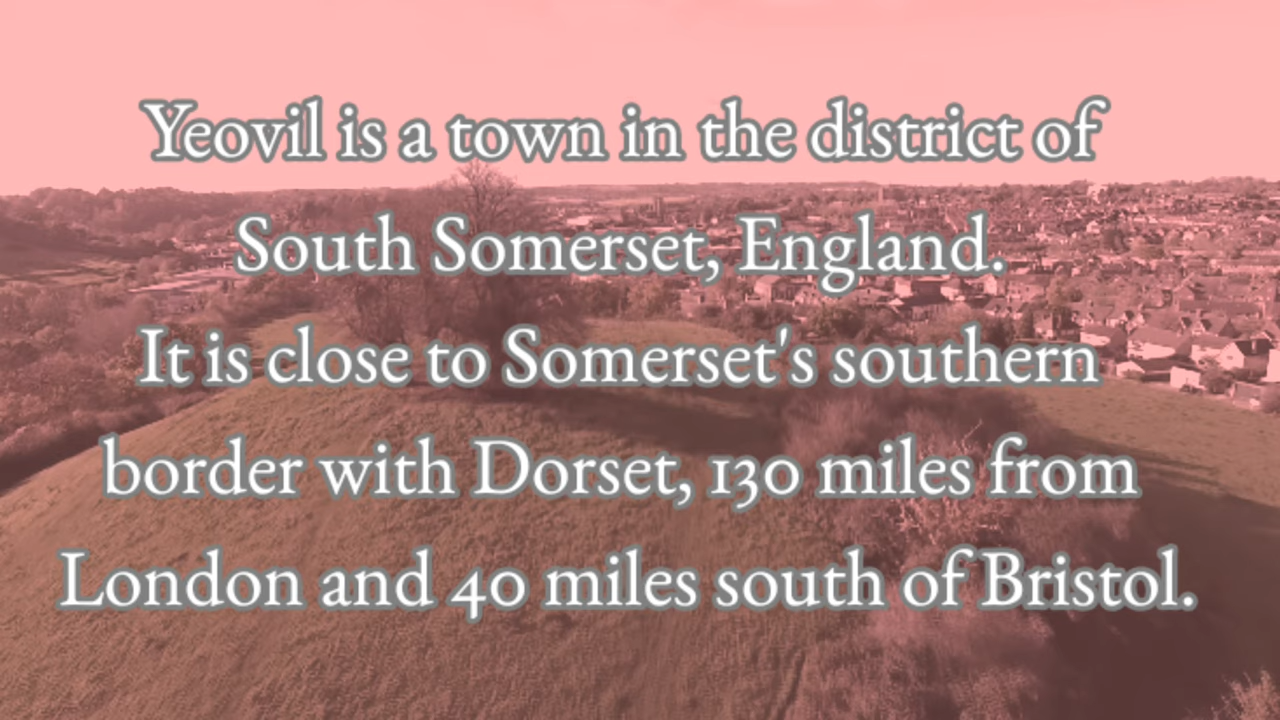 Yeovil is a town in the district of
South Somerset, England.
It is close to Somerset's southern
border with Dorset, 130 miles from
London and 40 miles south of Bristol.